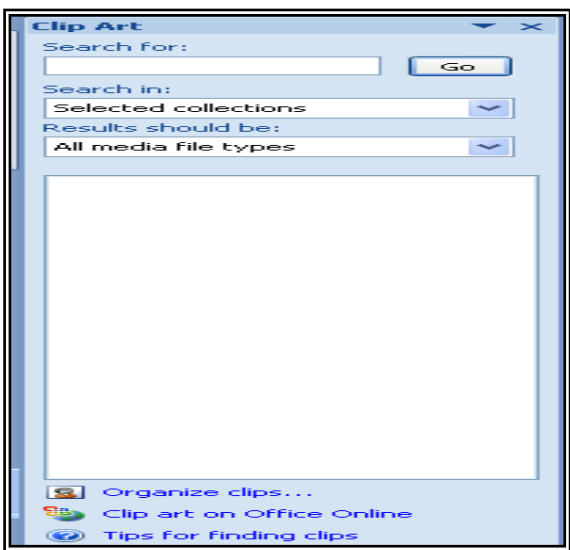 Clip Art
Search for:
Go
Search in:
Selected collections
Results should be:
All media file types
Organize clips...
Clip art on Office Online
Tips for finding clips